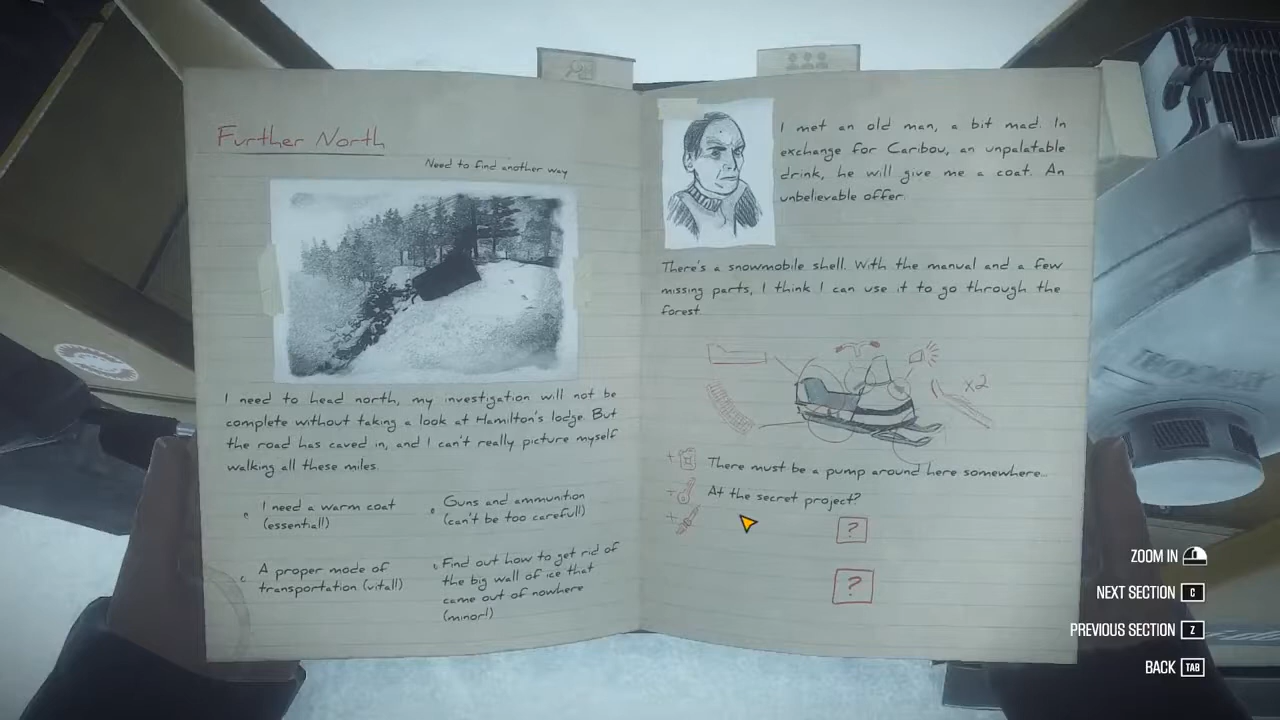 Further North
Need to find another way
I need to head north, my investigation will not be
complete without taking a look at Hamilton's lodge. But
the road has caved in, and I can't really picture myself
walking all these miles.
I need a warm coat
(essential!)
Guns and ammunition
(can't be too careful!)
A proper mode of
transportation (vital!)
Find out how to get rid of
the big wall of ice that
came out of nowhere
(minor!)
I met an old man, a bit mad. In
exchange for Caribou, an unpalatable
drink, he will give me a coat. An
unbelievable offer.
There's a snowmobile shell. With the manual and a few
missing parts, I think I can use it to go through the
forest.
x2
+
There must be a pump around here somewhere...
+
At the secret project?
+
?
?
ZOOM IN
NEXT SECTION C
PREVIOUS SECTION Z
BACK TAB